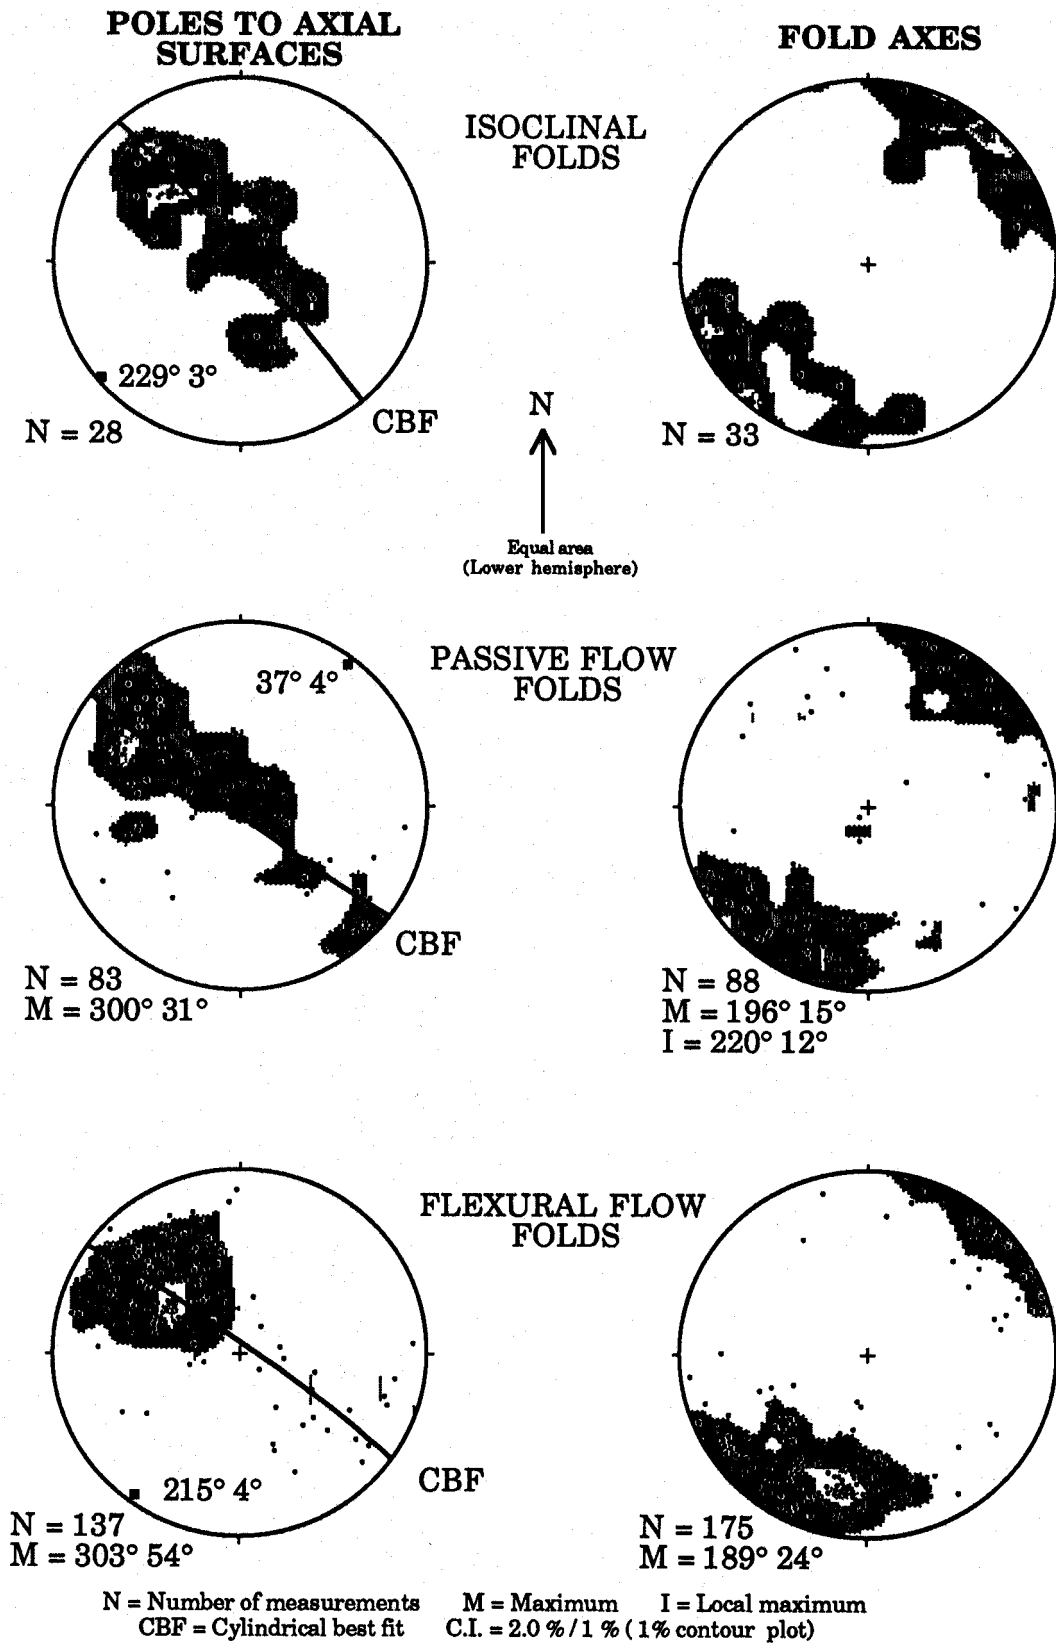 POLES TO AXIAL
SURFACES
FOLD AXES
ISOCLINAL
FOLDS
229° 3°
CBF
N = 28
N = 33
N
Equal area
(Lower hemisphere)
PASSIVE FLOW
FOLDS
37° 4°
CBF
N = 83
M = 300° 31°
N = 88
M = 196° 15°
I = 220° 12°
FLEXURAL FLOW
FOLDS
215° 4°
CBF
N = 137
M = 303° 54°
N = 175
M = 189° 24°
N = Number of measurements M = Maximum I = Local maximum
CBF = Cylindrical best fit C.I. = 2.0 % / 1 % ( 1% contour plot)